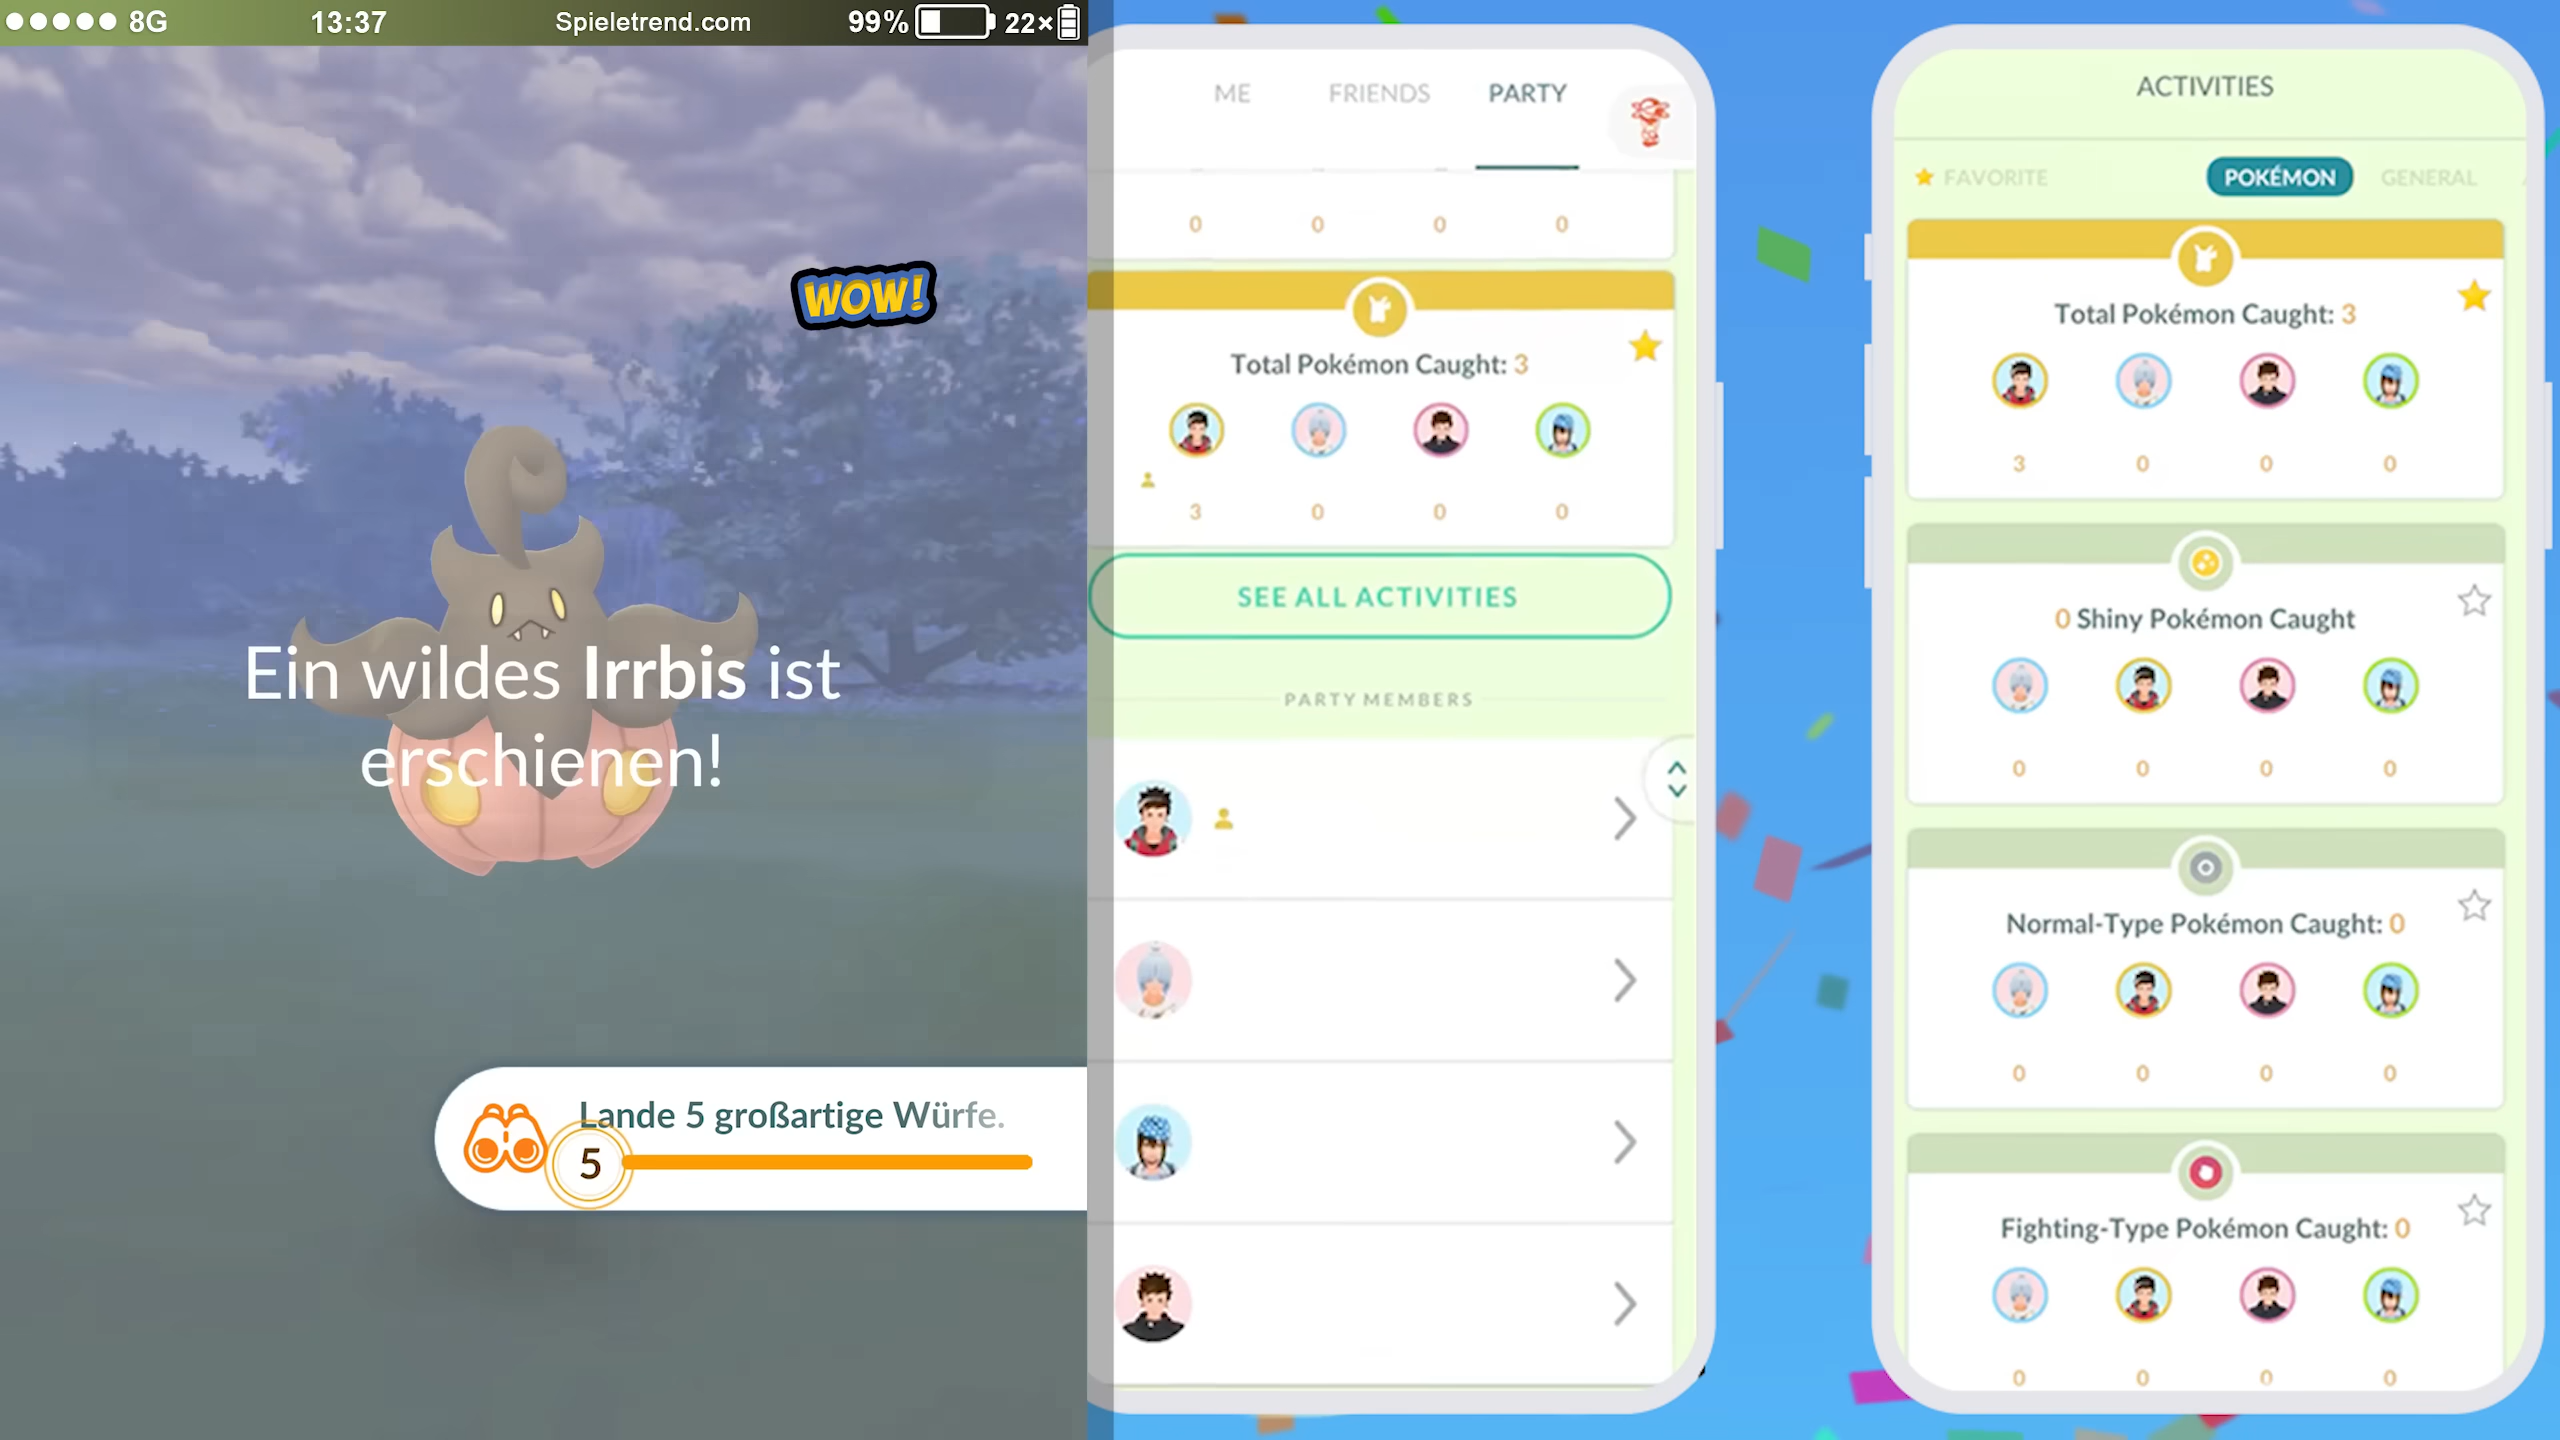 8G 13:37 Spieletrend.com 99% 22×
WOW!
Ein wildes Irrbis ist
erschienen!
Lande 5 großartige Würfe.
5
ME FRIENDS PARTY
0 0 0 0
Total Pokémon Caught: 3
3 0 0 0
SEE ALL ACTIVITIES
PARTY MEMBERS
ACTIVITIES
FAVORITE POKÉMON GENERAL
Total Pokémon Caught: 3
3 0 0 0
0 Shiny Pokémon Caught
0 0 0 0
Normal-Type Pokémon Caught: 0
0 0 0 0
Fighting-Type Pokémon Caught: 0
0 0 0 0